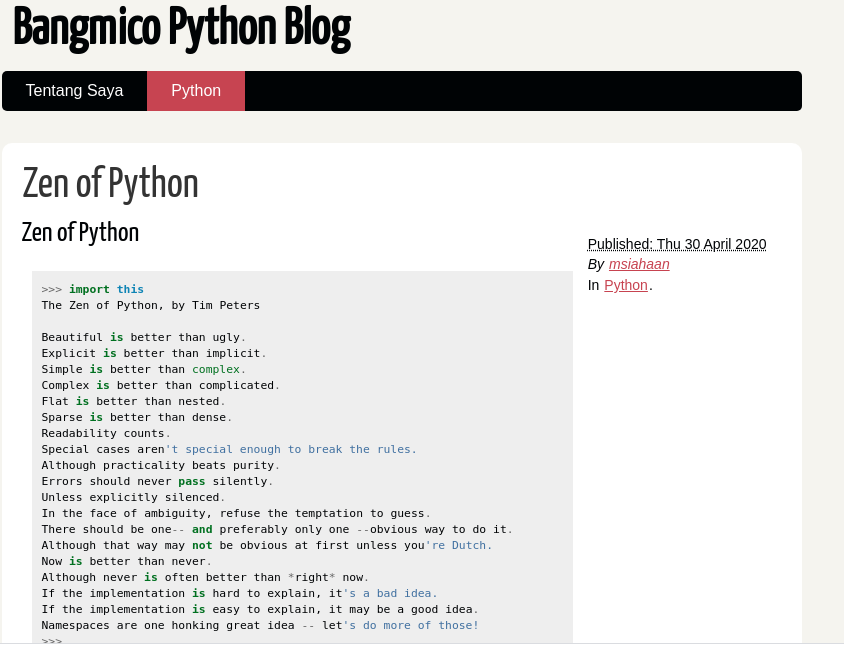 Bangmico Python Blog
Tentang Saya
Python
Zen of Python
Zen of Python
Published: Thu 30 April 2020
By msiahaan
In Python.
>>> import this
The Zen of Python, by Tim Peters
Beautiful is better than ugly.
Explicit is better than implicit.
Simple is better than complex.
Complex is better than complicated.
Flat is better than nested.
Sparse is better than dense.
Readability counts.
Special cases aren't special enough to break the rules.
Although practicality beats purity.
Errors should never pass silently.
Unless explicitly silenced.
In the face of ambiguity, refuse the temptation to guess.
There should be one-- and preferably only one --obvious way to do it.
Although that way may not be obvious at first unless you're Dutch.
Now is better than never.
Although never is often better than *right* now.
If the implementation is hard to explain, it's a bad idea.
If the implementation is easy to explain, it may be a good idea.
Namespaces are one honking great idea -- let's do more of those!
>>>